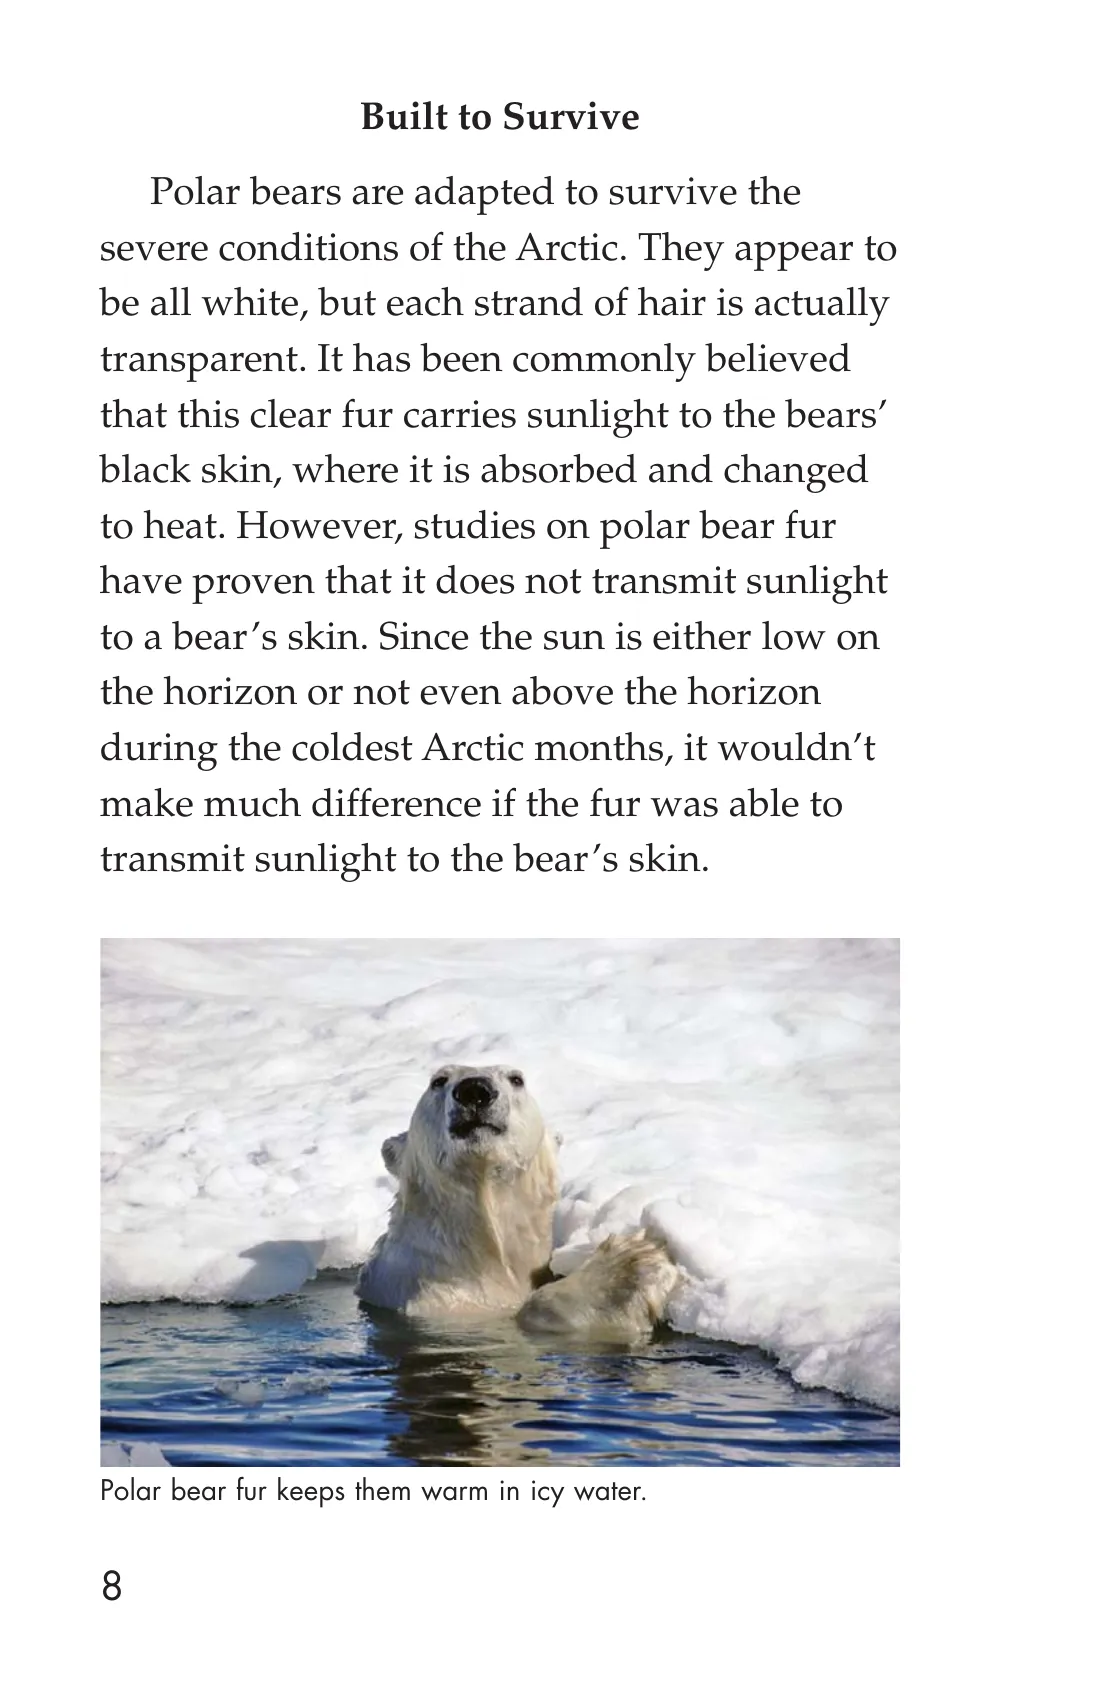 Built to Survive
Polar bears are adapted to survive the
severe conditions of the Arctic. They appear to
be all white, but each strand of hair is actually
transparent. It has been commonly believed
that this clear fur carries sunlight to the bears’
black skin, where it is absorbed and changed
to heat. However, studies on polar bear fur
have proven that it does not transmit sunlight
to a bear’s skin. Since the sun is either low on
the horizon or not even above the horizon
during the coldest Arctic months, it wouldn’t
make much difference if the fur was able to
transmit sunlight to the bear’s skin.
Polar bear fur keeps them warm in icy water.
8